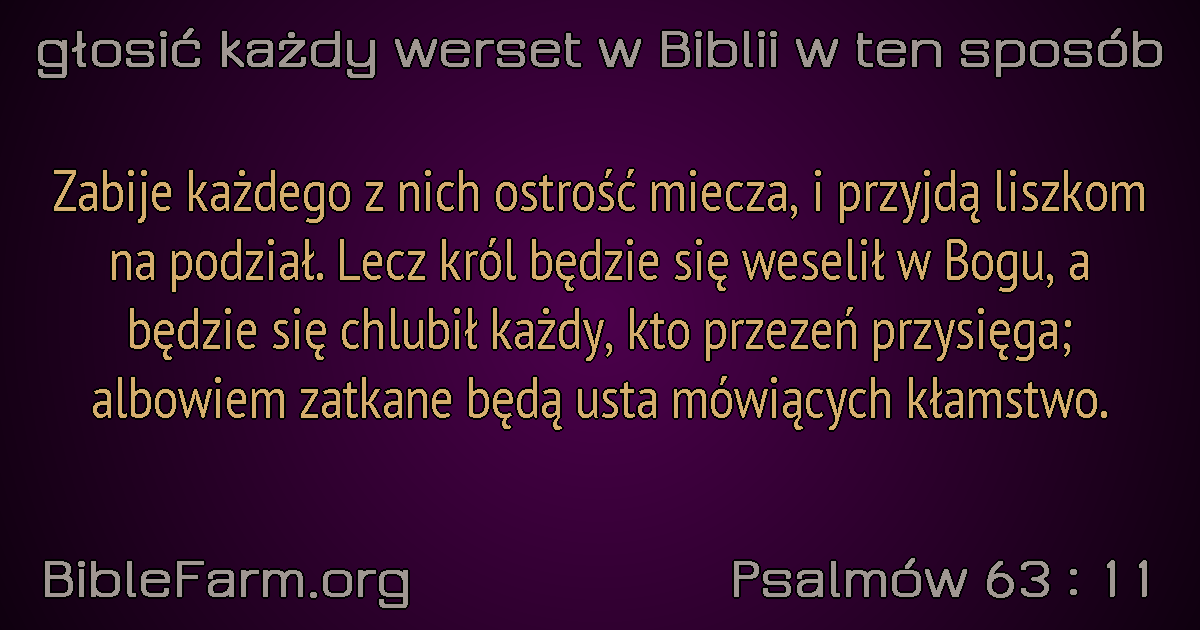 głosić każdy werset w Biblii w ten sposób
Zabije każdego z nich ostrość miecza, i przyjdą liszkom
na podział. Lecz król będzie się weselił w Bogu, a
będzie się chlubił każdy, kto przezeń przysięga;
albowiem zatkane będą usta mówiących kłamstwo.
BibleFarm.org
Psalmów 63 : 11